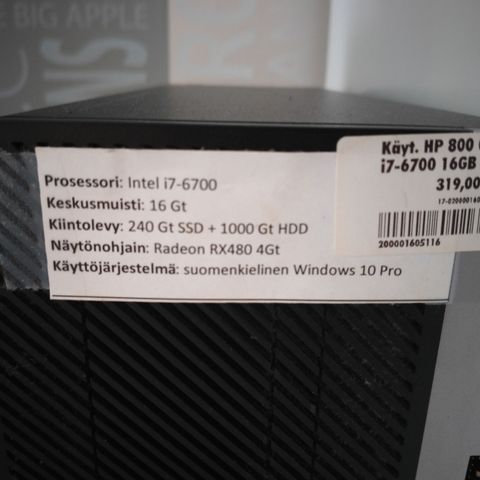 BIG APPLE
Prosessori: Intel i7-6700
Keskusmuisti: 16 Gt
Kiintolevy: 240 Gt SSD + 1000 Gt HDD
Näytönohjain: Radeon RX480 4Gt
Käyttöjärjestelmä: suomenkielinen Windows 10 Pro
Käyt. HP 800
i7-6700 16GB
319,00
200001605116